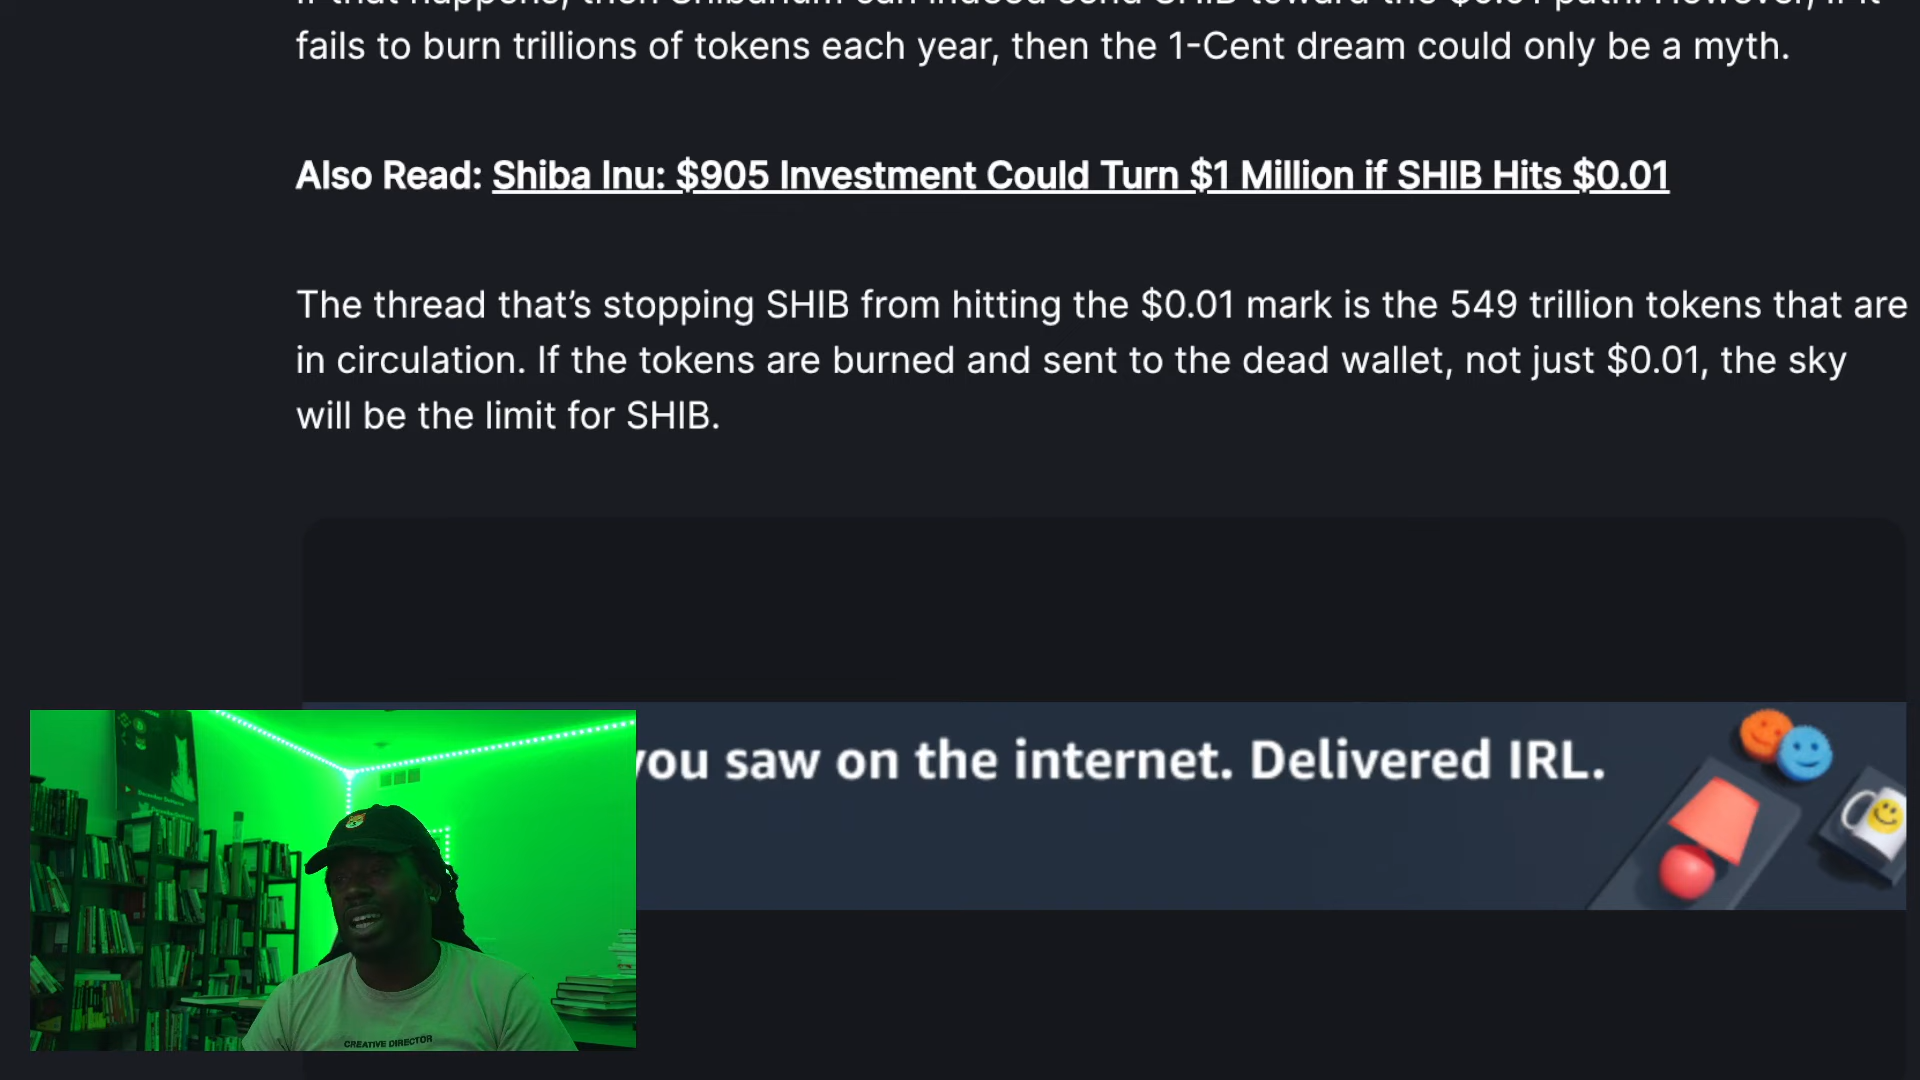 fails to burn trillions of tokens each year, then the 1-Cent dream could only be a myth.
Also Read: Shiba Inu: $905 Investment Could Turn $1 Million if SHIB Hits $0.01
The thread that’s stopping SHIB from hitting the $0.01 mark is the 549 trillion tokens that are
in circulation. If the tokens are burned and sent to the dead wallet, not just $0.01, the sky
will be the limit for SHIB.
you saw on the internet. Delivered IRL.
CREATIVE DIRECTOR